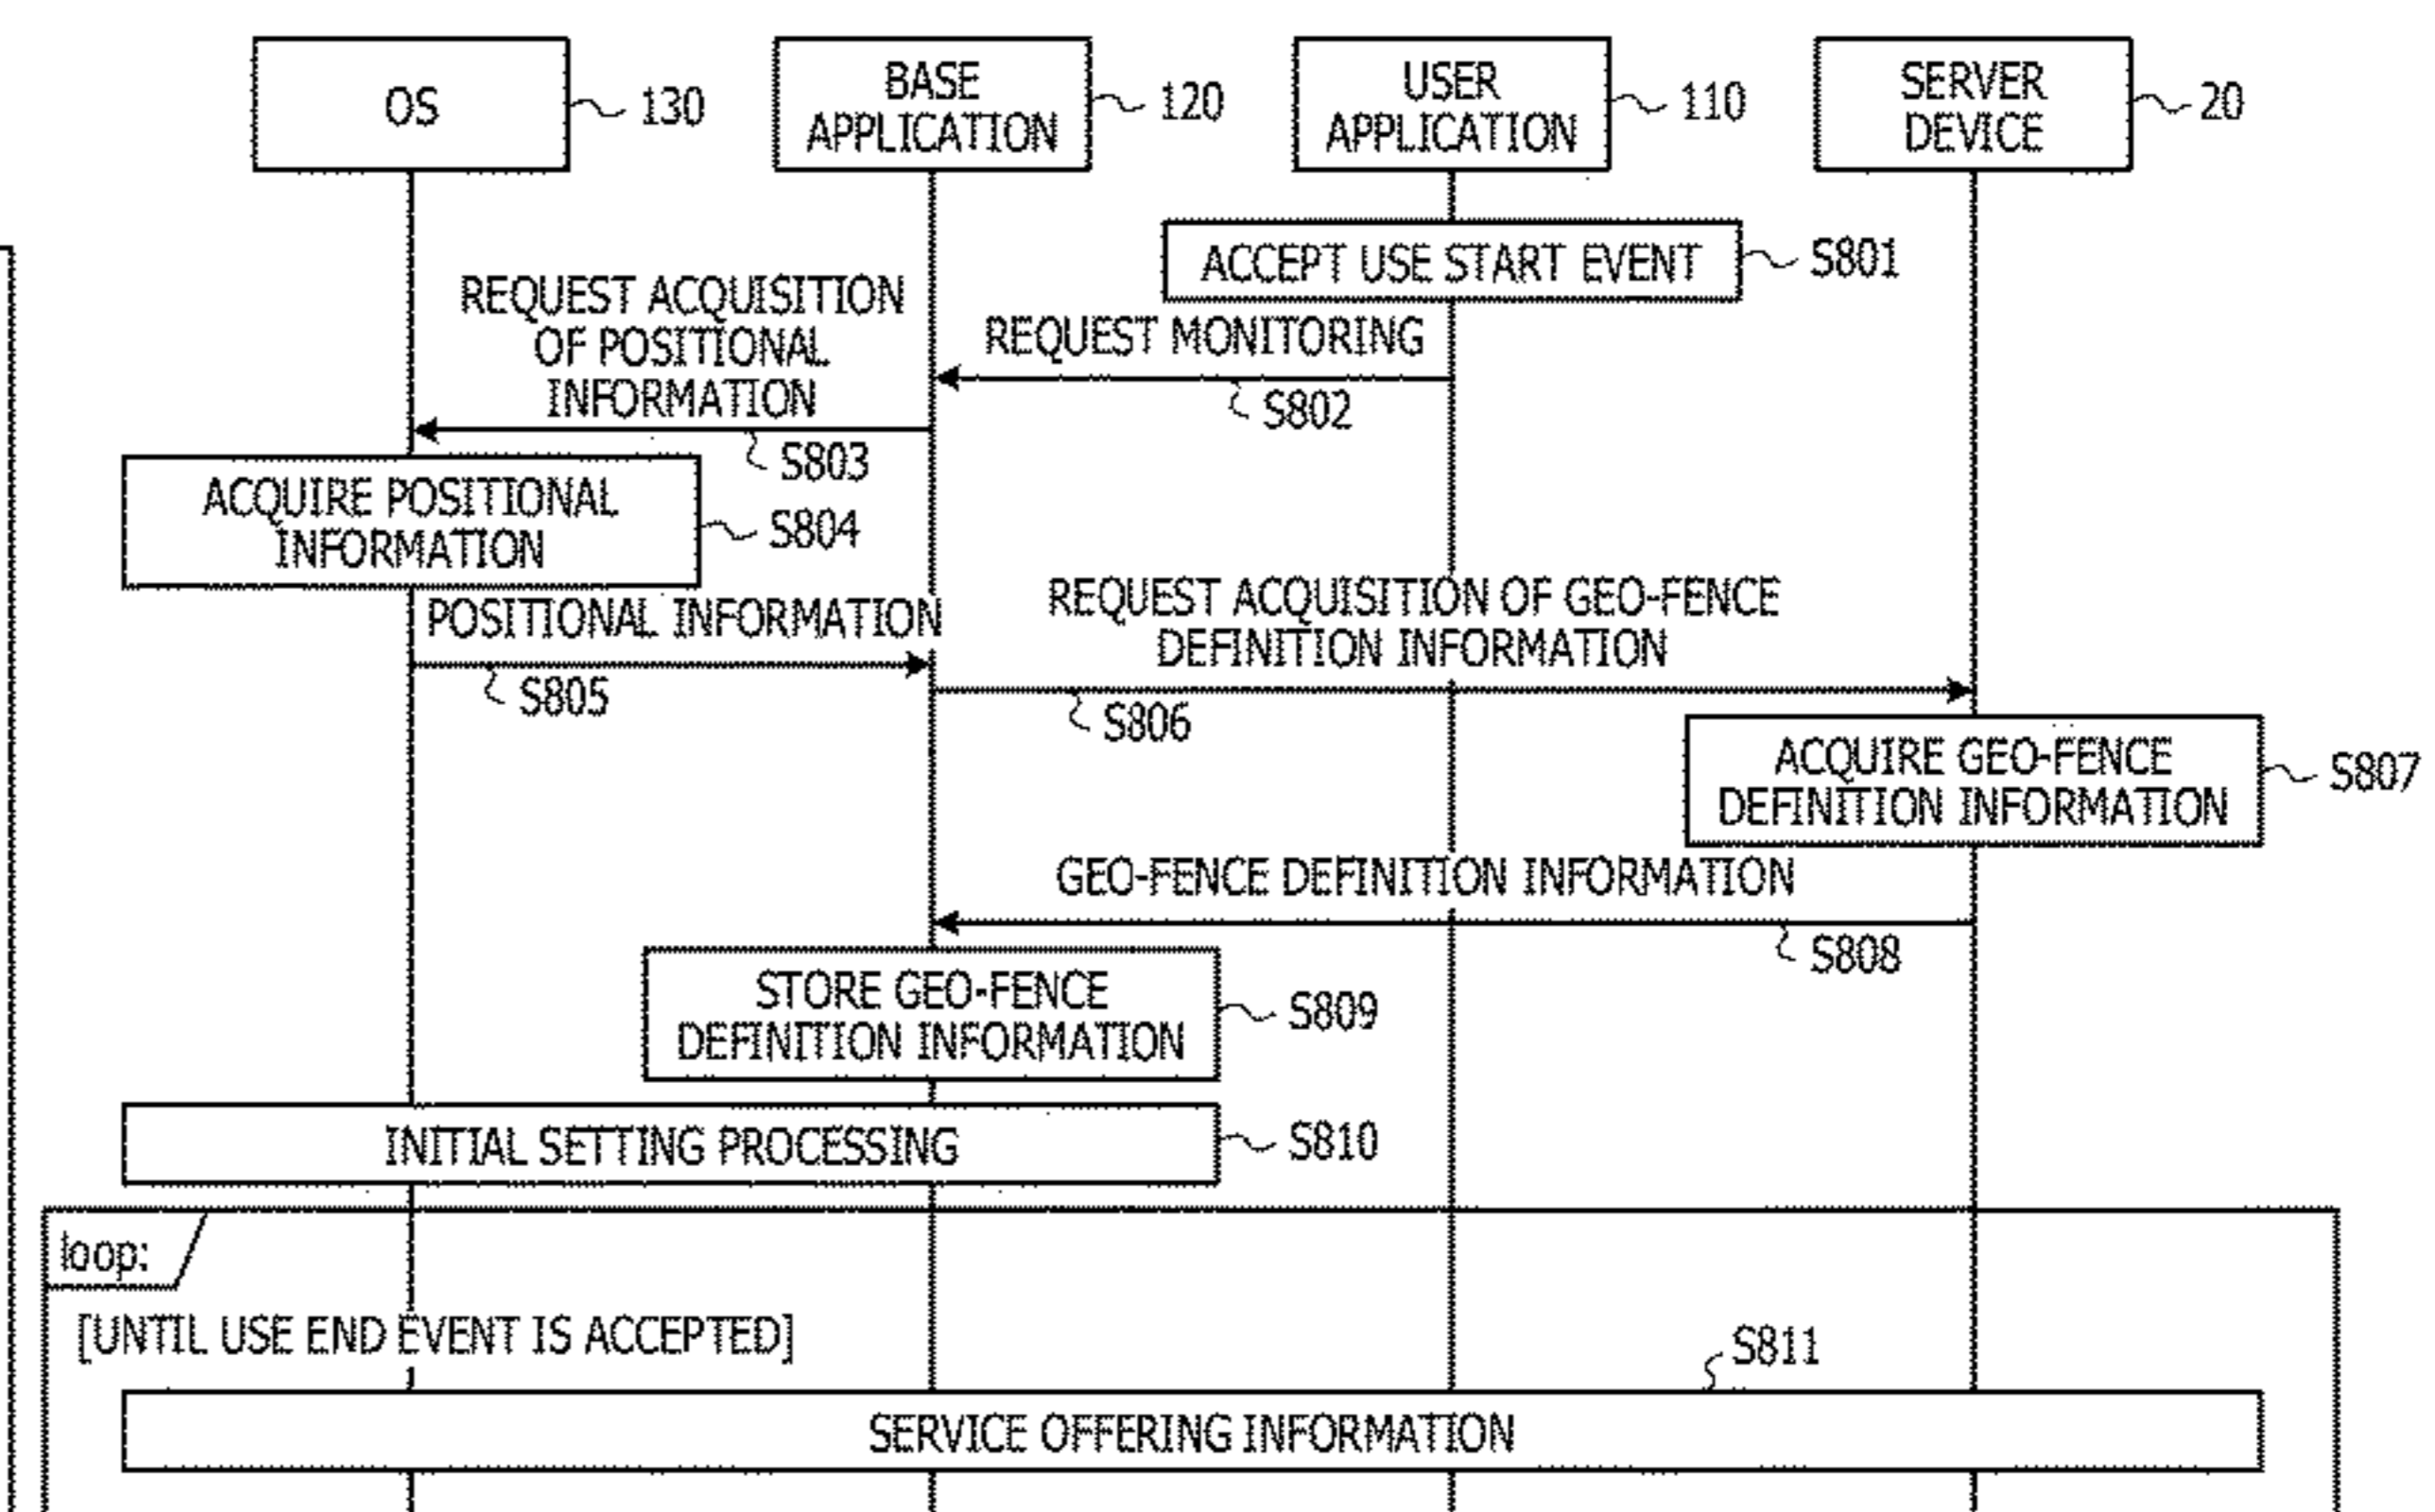 OS
130
BASE
APPLICATION
120
USER
APPLICATION
110
SERVER
DEVICE
20
ACCEPT USE START EVENT
S801
REQUEST MONITORING
S802
REQUEST ACQUISITION
OF POSITIONAL
INFORMATION
S803
ACQUIRE POSITIONAL
INFORMATION
S804
POSITIONAL INFORMATION
S805
REQUEST ACQUISITION OF GEO-FENCE
DEFINITION INFORMATION
S806
ACQUIRE GEO-FENCE
DEFINITION INFORMATION
S807
GEO-FENCE DEFINITION INFORMATION
S808
STORE GEO-FENCE
DEFINITION INFORMATION
S809
INITIAL SETTING PROCESSING
S810
loop:
[UNTIL USE END EVENT IS ACCEPTED]
S811
SERVICE OFFERING INFORMATION